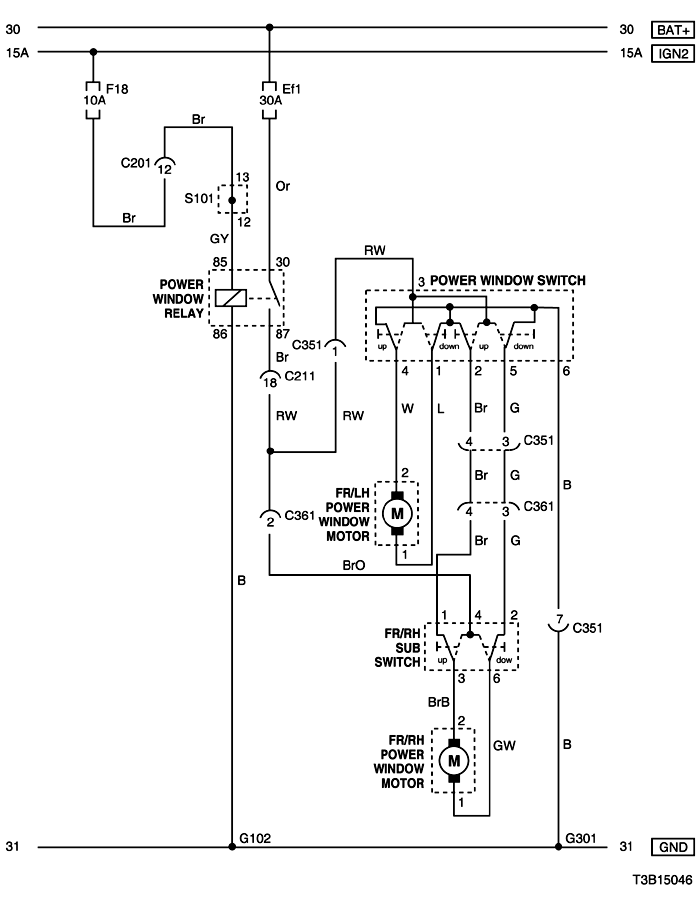 30
30 BAT+
15A
15A IGN2
F18
10A
Ef1
30A
Br
C201
12
13
S101
12
Or
Br
GY
RW
85
30
3 POWER WINDOW SWITCH
POWER
WINDOW
RELAY
86
87
C351
1
up
down
up
down
Br
4
1
2
5
6
18
C211
RW
RW
W
L
Br
G
4
3
C351
2
Br
G
B
FR/LH
POWER
WINDOW
MOTOR
M
4
3
C361
2
C361
Br
G
1
BrO
B
1
4
2
7
C351
FR/RH
SUB
SWITCH
up
dow
3
6
BrB
2
GW
B
FR/RH
POWER
WINDOW
MOTOR
M
1
31
G102
G301
31 GND
T3B15046